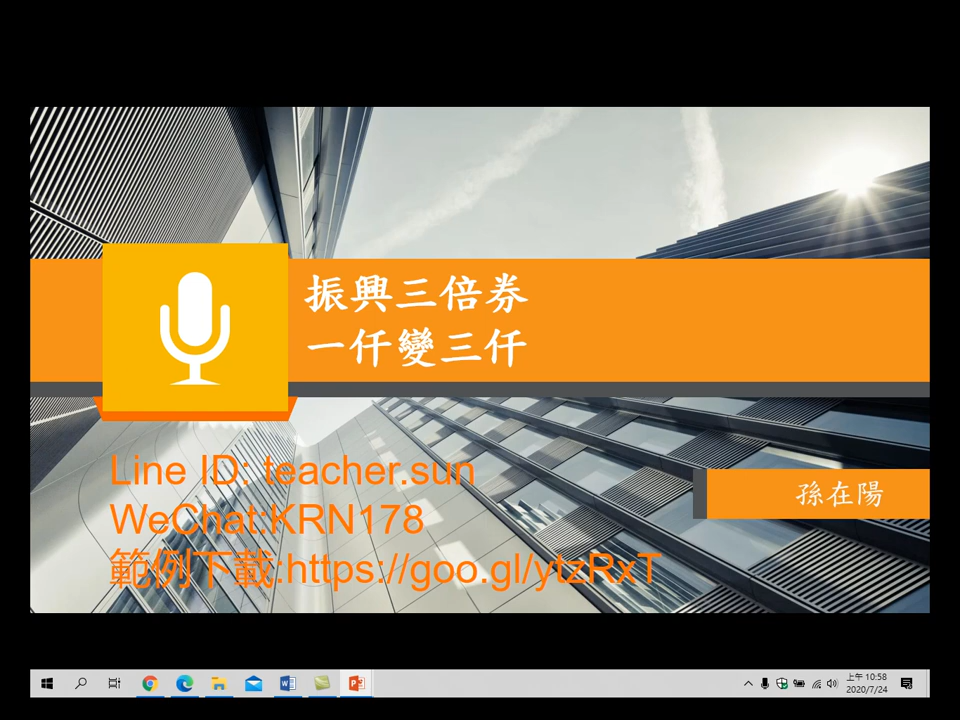 振興三倍券
一仟變三仟
Line ID: teacher.sun
WeChat:KRN178
範例下載:https://goo.gl/ytzRxT
孫在陽
上午 10:58
2020/7/24